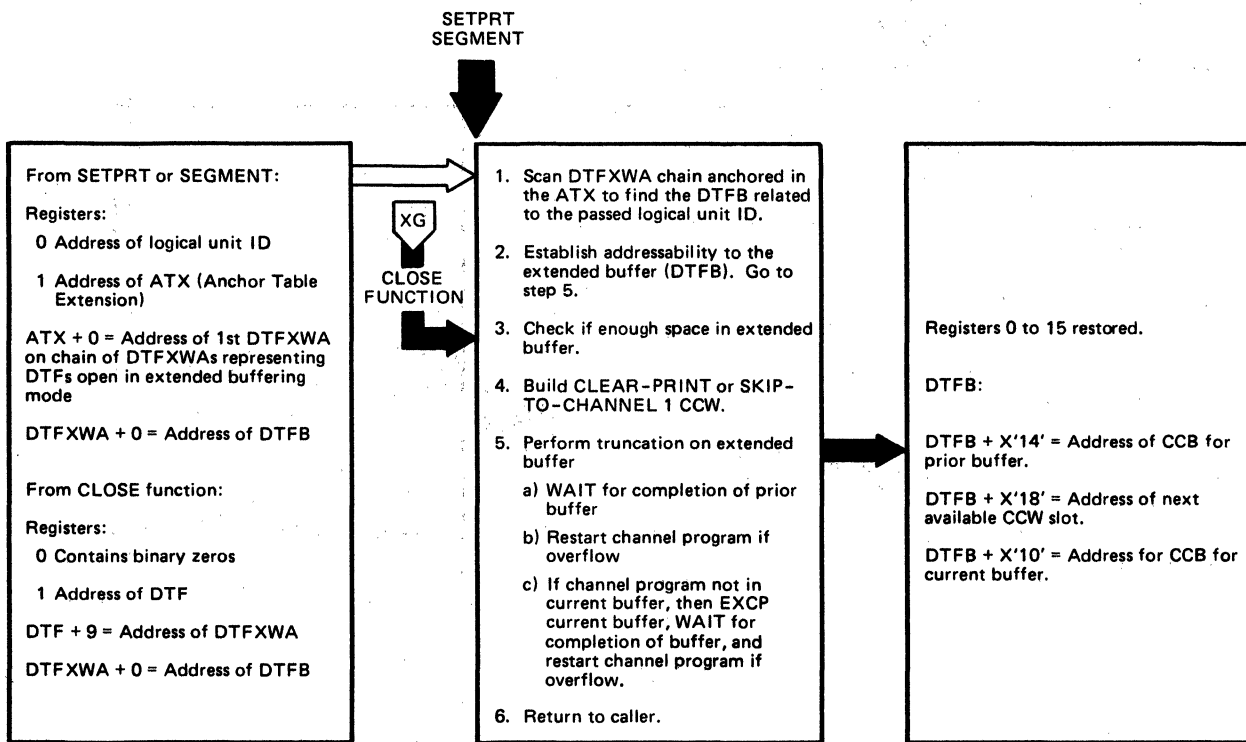 SETPRT
SEGMENT
From SETPRT or SEGMENT:
Registers:
0 Address of logical unit ID
1 Address of ATX (Anchor Table
Extension)
ATX + 0 = Address of 1st DTFXWA
on chain of DTFXWAs representing
DTFs open in extended buffering
mode
DTFXWA + 0 = Address of DTFB
From CLOSE function:
Registers:
0 Contains binary zeros
1 Address of DTF
DTF + 9 = Address of DTFXWA
DTFXWA + 0 = Address of DTFB
XG
CLOSE
FUNCTION
1. Scan DTFXWA chain anchored in
the ATX to find the DTFB related
to the passed logical unit ID.
2. Establish addressability to the
extended buffer (DTFB). Go to
step 5.
3. Check if enough space in extended
buffer.
4. Build CLEAR-PRINT or SKIP-
TO-CHANNEL 1 CCW.
5. Perform truncation on extended
buffer
a) WAIT for completion of prior
buffer
b) Restart channel program if
overflow
c) If channel program not in
current buffer, then EXCP
current buffer, WAIT for
completion of buffer, and
restart channel program if
overflow.
6. Return to caller.
Registers 0 to 15 restored.
DTFB:
DTFB + X'14' = Address of CCB for
prior buffer.
DTFB + X'18' = Address of next
available CCW slot.
DTFB + X'10' = Address for CCB for
current buffer.